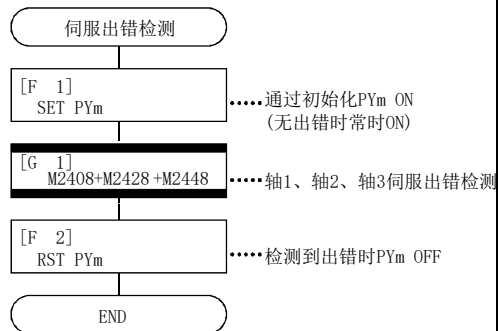 伺服出错检测
[F 1]
SET PYm
通过初始化PYm ON
(无出错时常时ON)
[G 1]
M2408+M2428+M2448
轴1、轴2、轴3伺服出错检测
[F 2]
RST PYm
检测到出错时PYm OFF
END